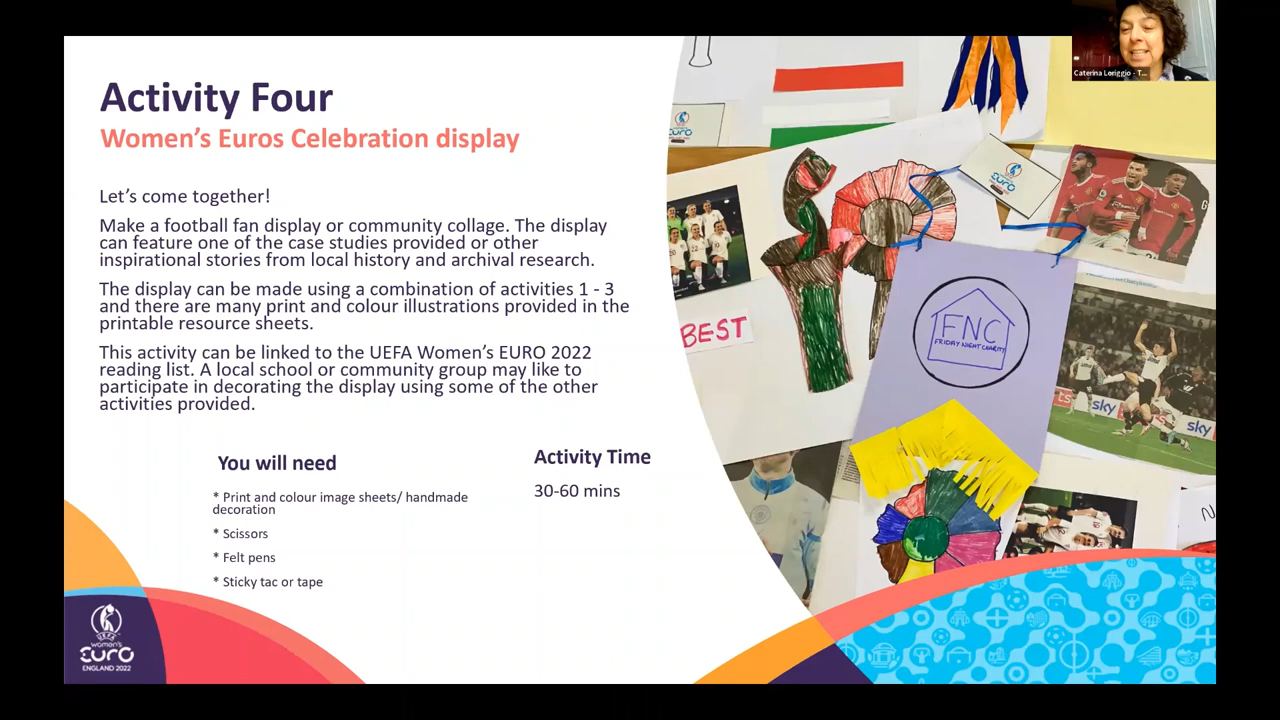 Activity Four
Women's Euros Celebration display
Let's come together!
Make a football fan display or community collage. The display
can feature one of the case studies provided or other
inspirational stories from local history and archival research.
The display can be made using a combination of activities 1 - 3
and there are many print and colour illustrations provided in the
printable resource sheets.
This activity can be linked to the UEFA Women's EURO 2022
reading list. A local school or community group may like to
participate in decorating the display using some of the other
activities provided.
You will need
* Print and colour image sheets/ handmade
decoration
* Scissors
* Felt pens
* Sticky tac or tape
Activity Time
30-60 mins
Caterina Loriggio - T...
EURO
EURO
BEST
FNC
FRIDAY NIGHT CHARITY
sky
sky
UEFA
women's
EURO
ENGLAND 2022